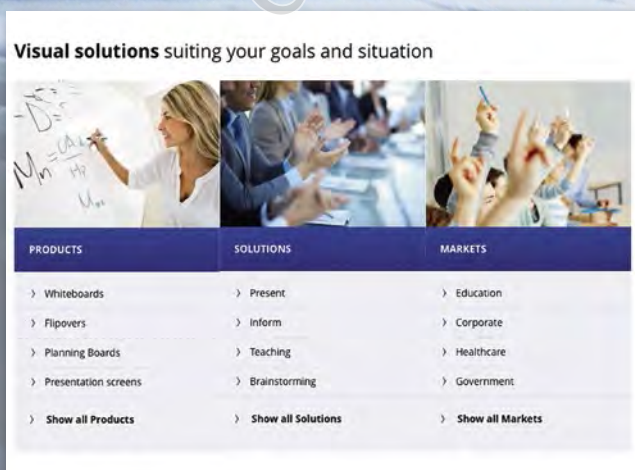 Visual solutions suiting your goals and situation
PRODUCTS
Whiteboards
Flipovers
Planning Boards
Presentation screens
Show all Products
SOLUTIONS
Present
Inform
Teaching
Brainstorming
Show all Solutions
MARKETS
Education
Corporate
Healthcare
Government
Show all Markets